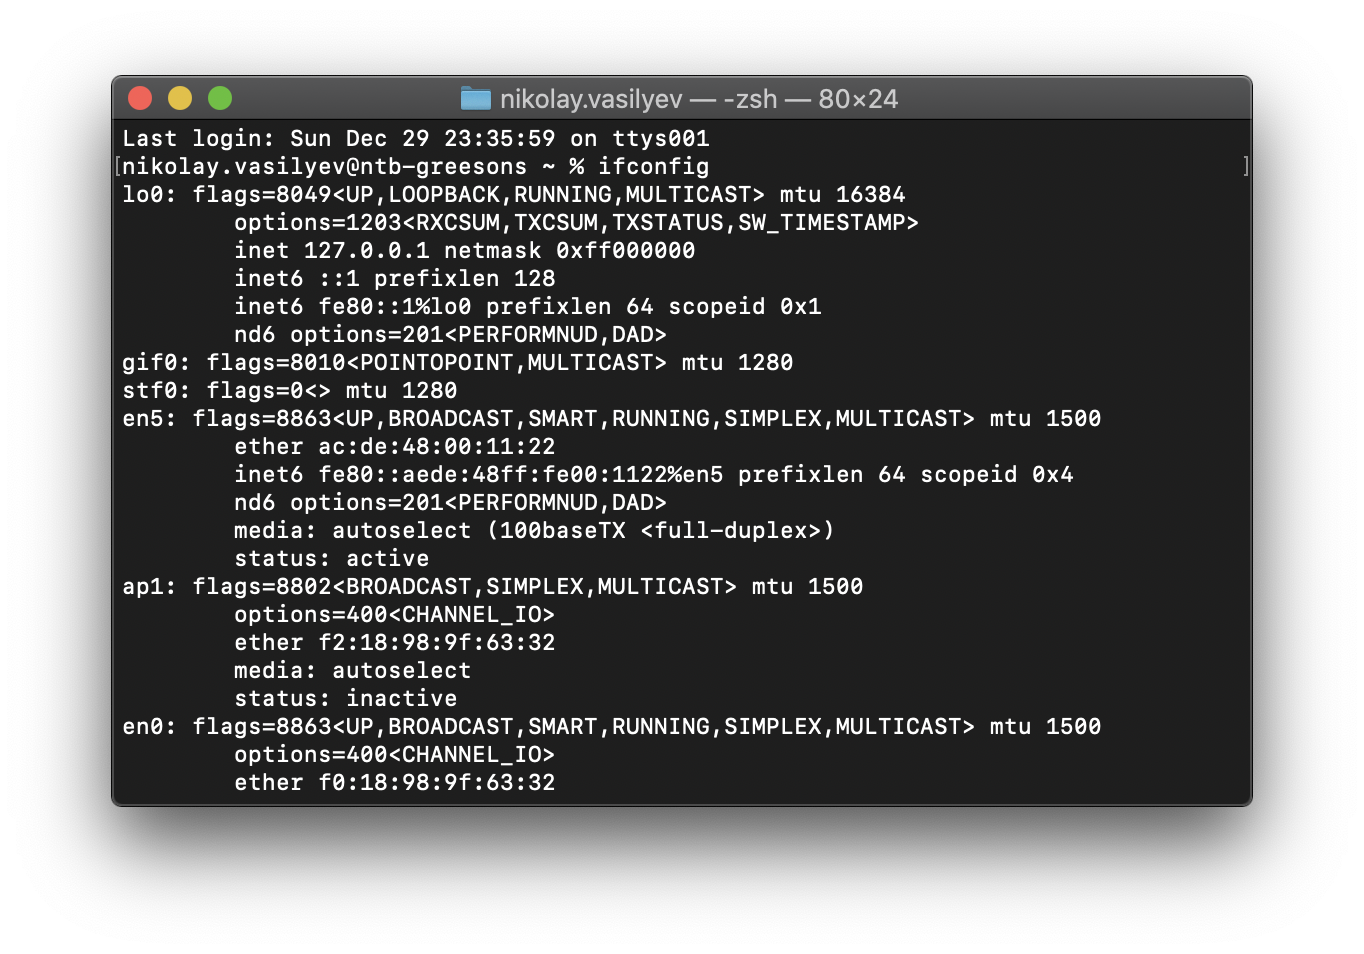 nikolay.vasilyev — -zsh — 80×24
Last login: Sun Dec 29 23:35:59 on ttys001
[nikolay.vasilyev@ntb-greesons ~ % ifconfig ]
lo0: flags=8049<UP,LOOPBACK,RUNNING,MULTICAST> mtu 16384
        options=1203<RXCSUM,TXCSUM,TXSTATUS,SW_TIMESTAMP>
        inet 127.0.0.1 netmask 0xff000000
        inet6 ::1 prefixlen 128
        inet6 fe80::1%lo0 prefixlen 64 scopeid 0x1
        nd6 options=201<PERFORMNUD,DAD>
gif0: flags=8010<POINTOPOINT,MULTICAST> mtu 1280
stf0: flags=0<> mtu 1280
en5: flags=8863<UP,BROADCAST,SMART,RUNNING,SIMPLEX,MULTICAST> mtu 1500
        ether ac:de:48:00:11:22
        inet6 fe80::aede:48ff:fe00:1122%en5 prefixlen 64 scopeid 0x4
        nd6 options=201<PERFORMNUD,DAD>
        media: autoselect (100baseTX <full-duplex>)
        status: active
ap1: flags=8802<BROADCAST,SIMPLEX,MULTICAST> mtu 1500
        options=400<CHANNEL_IO>
        ether f2:18:98:9f:63:32
        media: autoselect
        status: inactive
en0: flags=8863<UP,BROADCAST,SMART,RUNNING,SIMPLEX,MULTICAST> mtu 1500
        options=400<CHANNEL_IO>
        ether f0:18:98:9f:63:32